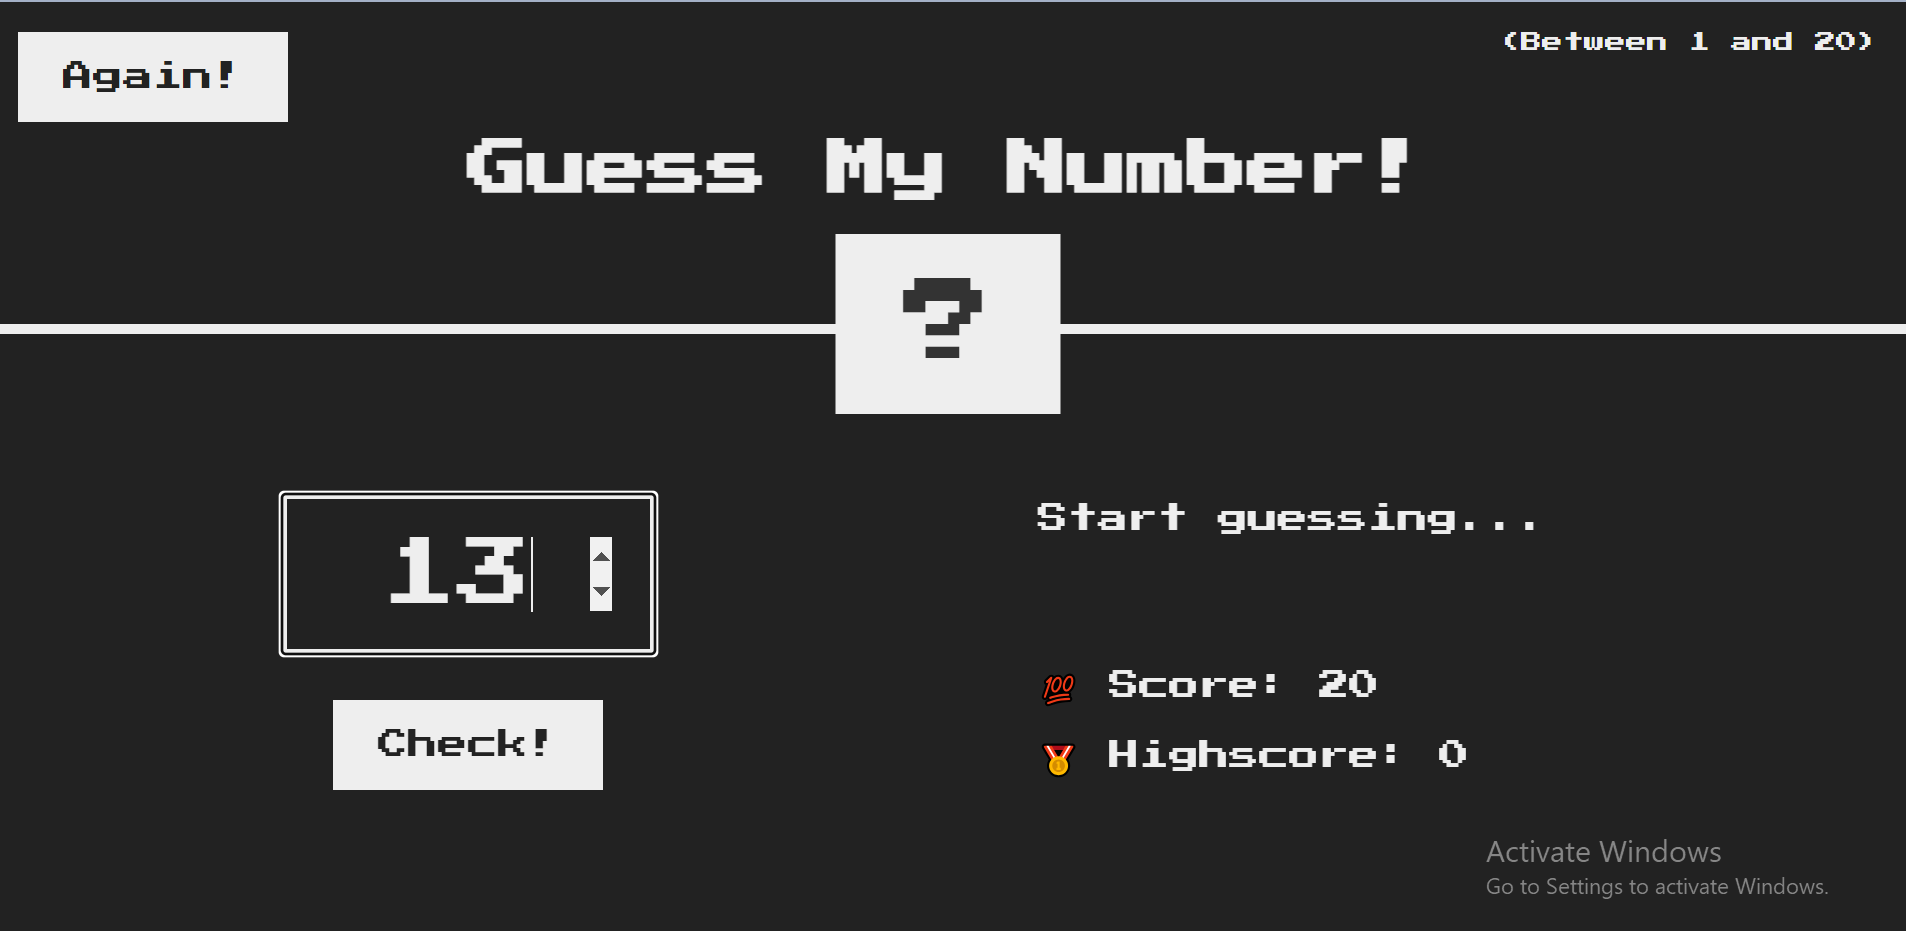 Again!
(Between 1 and 20)
Guess My Number!
?
13
Check!
Start guessing...
💯 Score: 20
🥇 Highscore: 0
Activate Windows
Go to Settings to activate Windows.